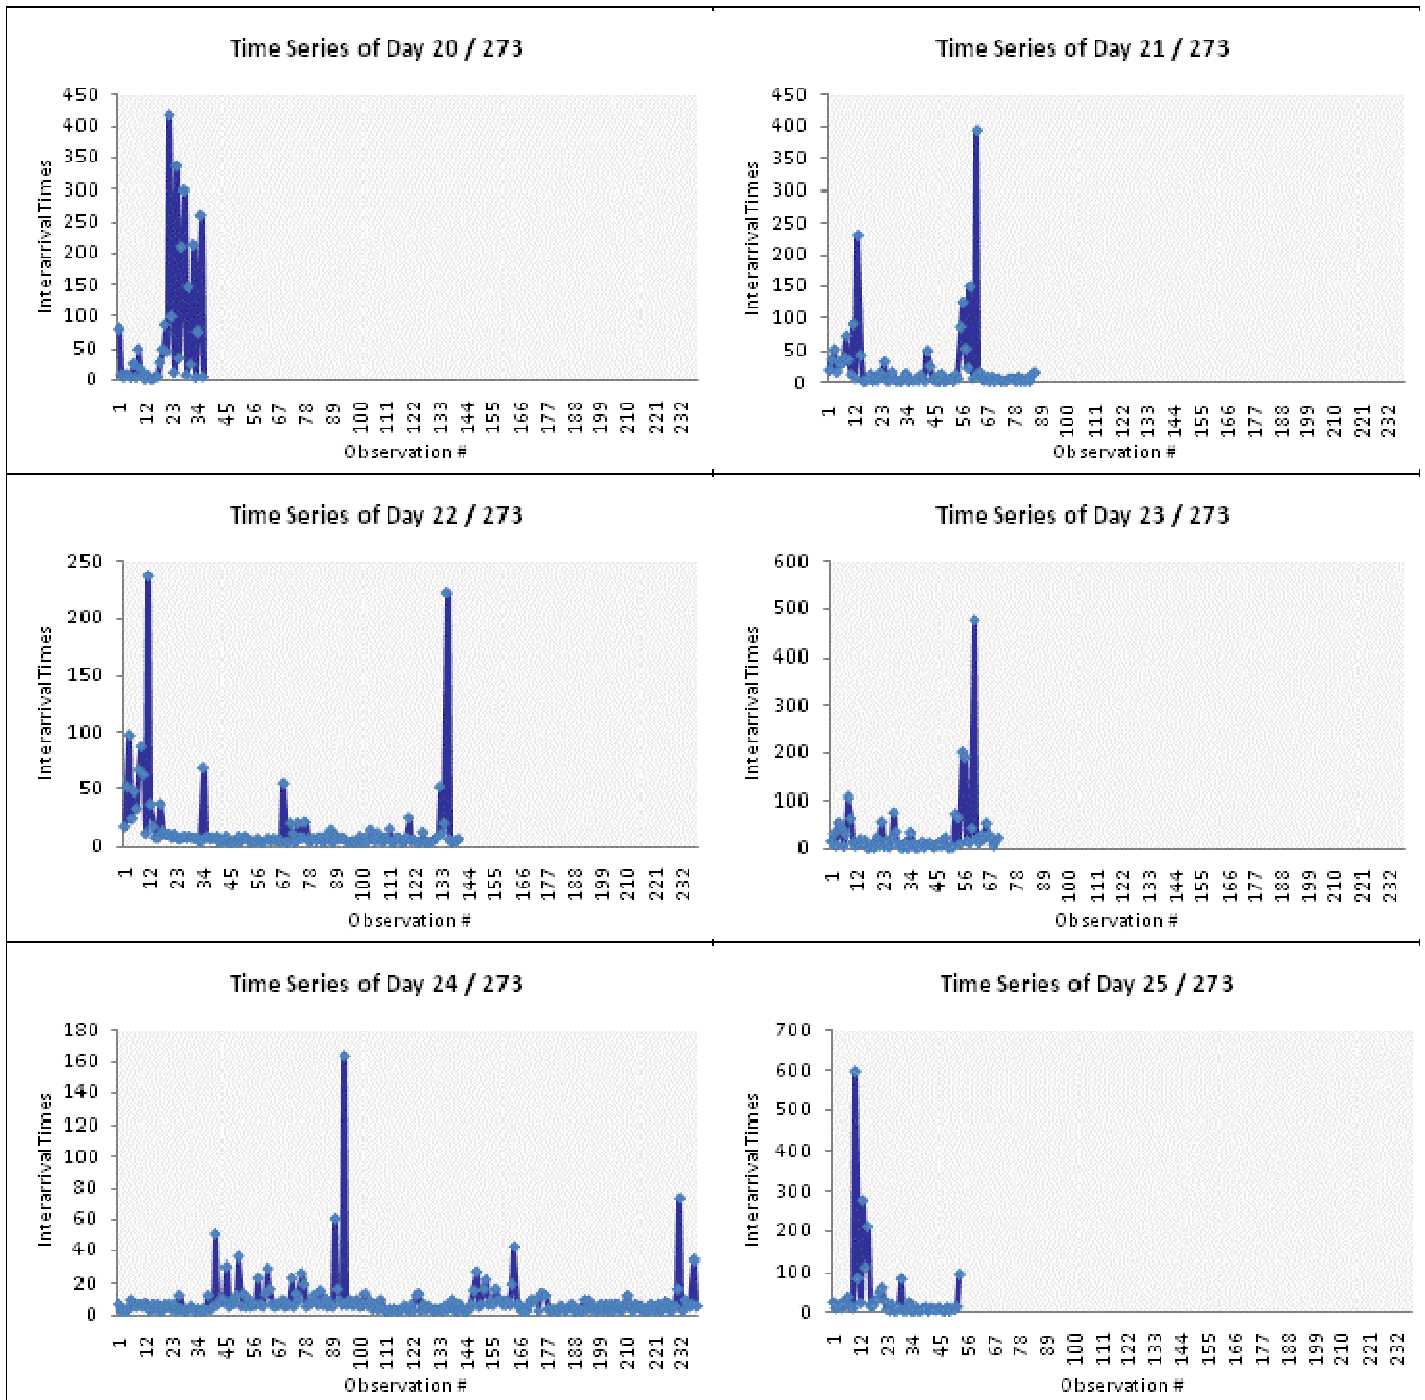 Time Series of Day 20 / 273
450
400
350
300
250
200
150
100
50
0
Interarrival Times
1 12 23 34 45 56 67 78 89 100 111 122 133 144 155 166 177 188 199 210 221 232
Observation #
Time Series of Day 21 / 273
450
400
350
300
250
200
150
100
50
0
Interarrival Times
1 12 23 34 45 56 67 78 89 100 111 122 133 144 155 166 177 188 199 210 221 232
Observation #
Time Series of Day 22 / 273
250
200
150
100
50
0
Interarrival Times
1 12 23 34 45 56 67 78 89 100 111 122 133 144 155 166 177 188 199 210 221 232
Observation #
Time Series of Day 23 / 273
600
500
400
300
200
100
0
Interarrival Times
1 12 23 34 45 56 67 78 89 100 111 122 133 144 155 166 177 188 199 210 221 232
Observation #
Time Series of Day 24 / 273
180
160
140
120
100
80
60
40
20
0
Interarrival Times
1 12 23 34 45 56 67 78 89 100 111 122 133 144 155 166 177 188 199 210 221 232
Observation #
Time Series of Day 25 / 273
700
600
500
400
300
200
100
0
Interarrival Times
1 12 23 34 45 56 67 78 89 100 111 122 133 144 155 166 177 188 199 210 221 232
Observation #